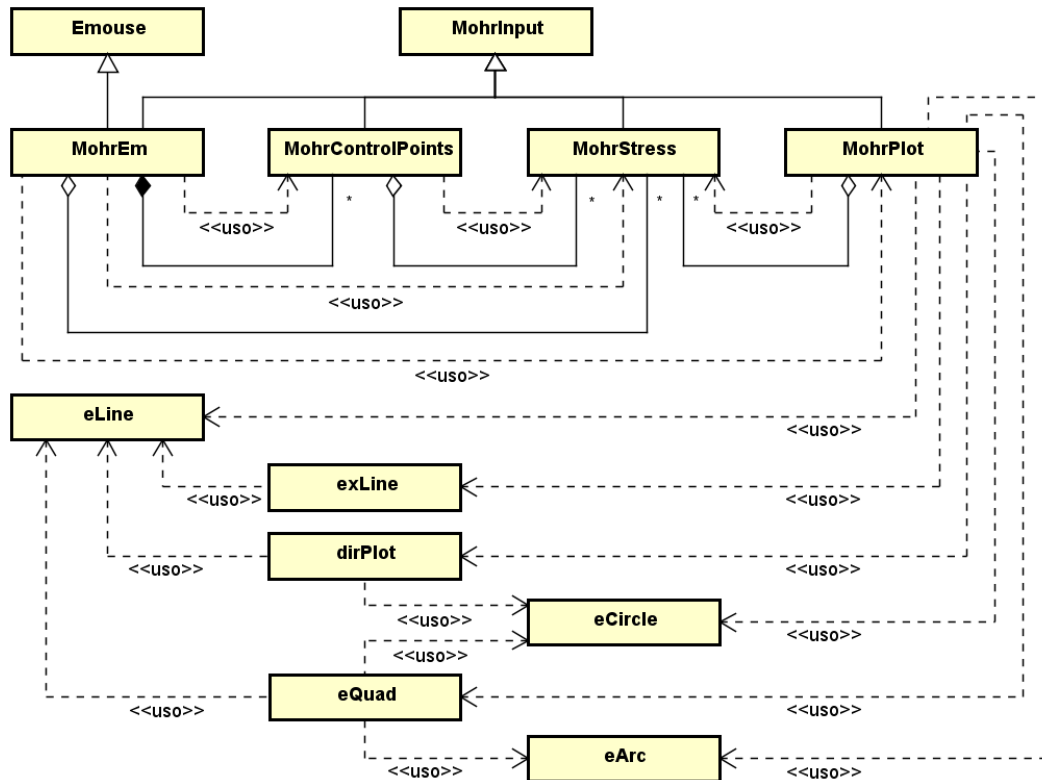 Emouse
MohrInput
MohrEm
MohrControlPoints
MohrStress
MohrPlot
*
*
*
*
<<uso>>
<<uso>>
<<uso>>
<<uso>>
<<uso>>
eLine
<<uso>>
exLine
<<uso>>
<<uso>>
dirPlot
<<uso>>
<<uso>>
eCircle
<<uso>>
<<uso>>
<<uso>>
eQuad
<<uso>>
<<uso>>
eArc
<<uso>>
<<uso>>